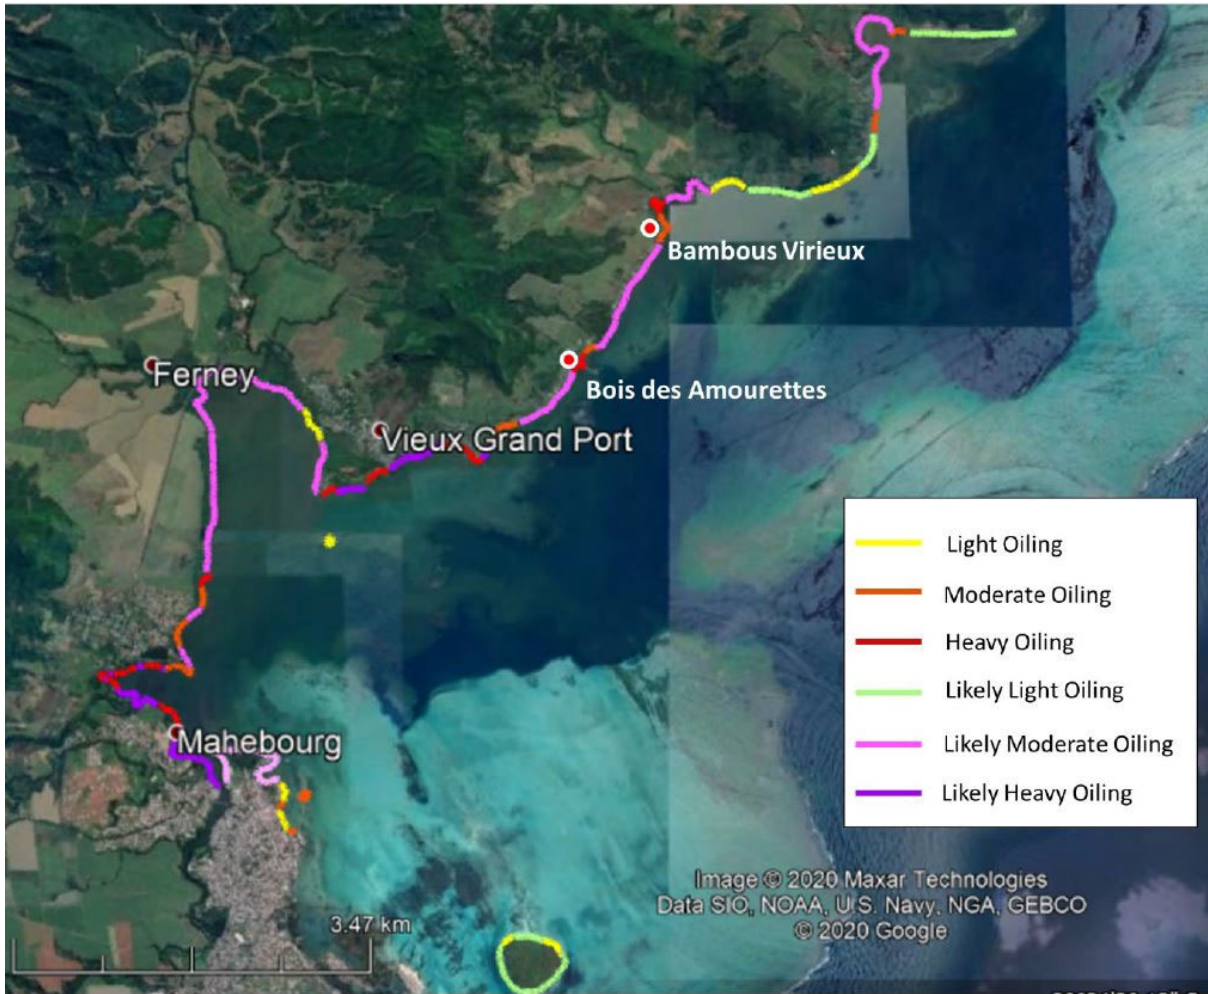 Bambous Virieux
Ferney
Bois des Amourettes
Vieux Grand Port
Light Oiling
Moderate Oiling
Heavy Oiling
Likely Light Oiling
Likely Moderate Oiling
Likely Heavy Oiling
Mahebourg
Image © 2020 Maxar Technologies
Data SIO, NOAA, U.S. Navy, NGA, GEBCO
© 2020 Google
3.47 km